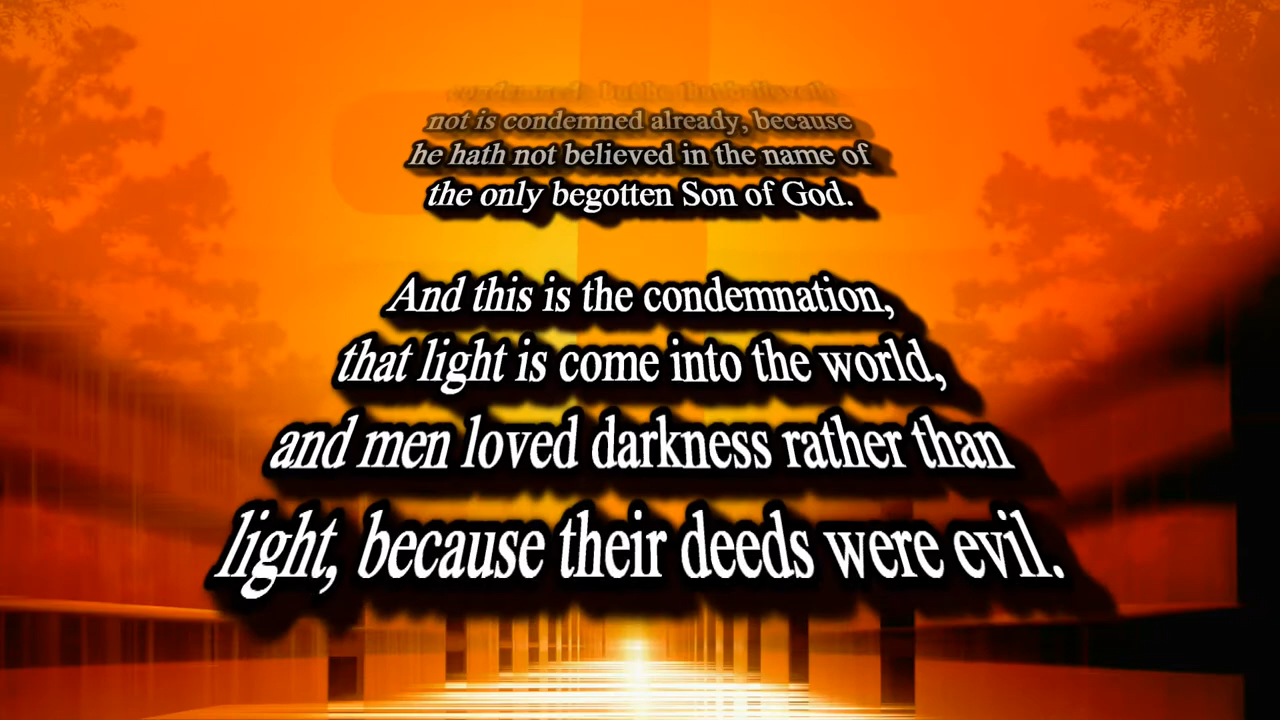 not is condemned already, because
he hath not believed in the name of
the only begotten Son of God.
And this is the condemnation,
that light is come into the world,
and men loved darkness rather than
light, because their deeds were evil.